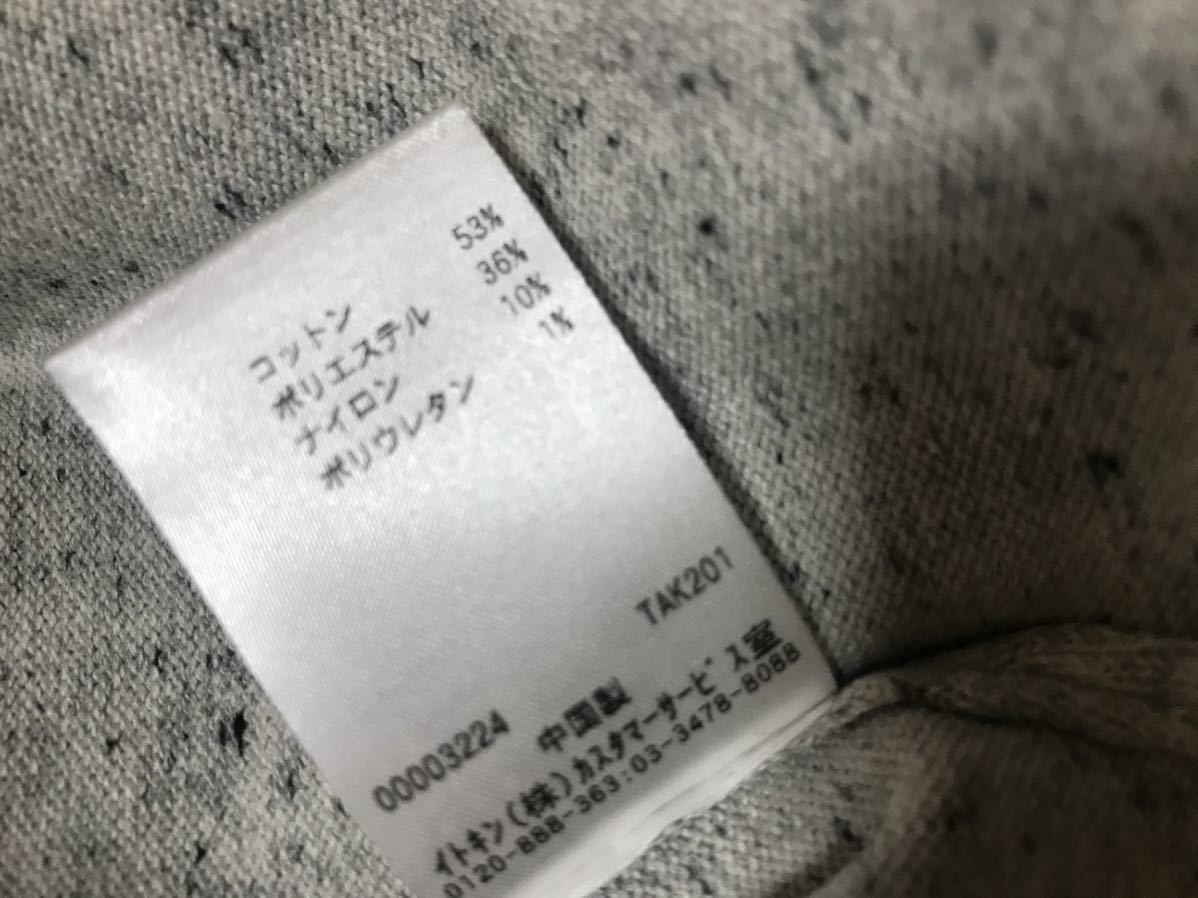 コットン 53%
ポリエステル 36%
ナイロン 10%
ポリウレタン 1%
TAK201
00003224 中国製
イトキン(株)カスタマーサービス室
0120-888-363:03-3478-8088